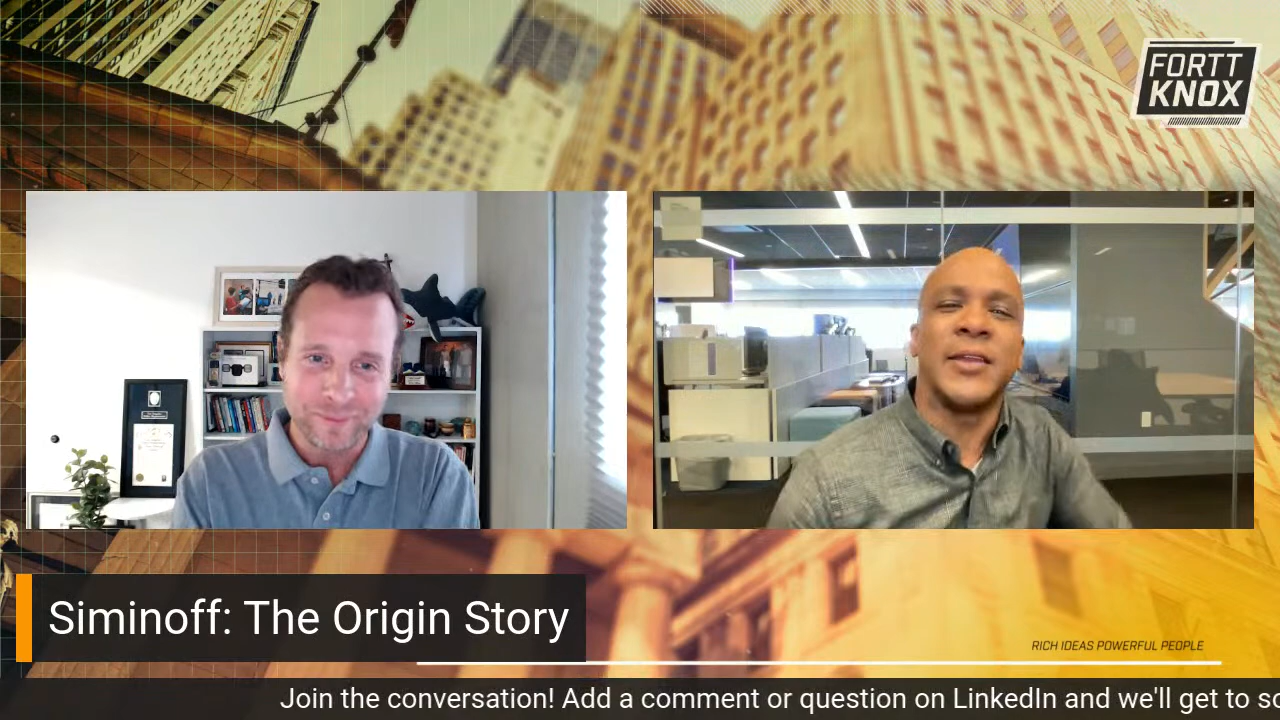 FORTT
KNOX
Siminoff: The Origin Story
RICH IDEAS POWERFUL PEOPLE
Join the conversation! Add a comment or question on LinkedIn and we'll get to so